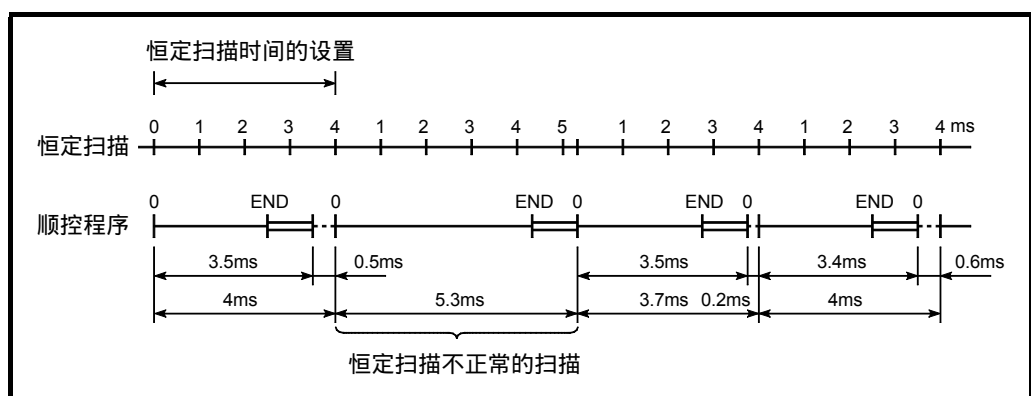 恒定扫描时间的设置
恒定扫描 0 1 2 3 4 1 2 3 4 5 1 2 3 4 1 2 3 4 ms
顺控程序 0 END 0 END 0 END 0 END 0
3.5ms 0.5ms 3.5ms 3.4ms 0.6ms
4ms 5.3ms 3.7ms 0.2ms 4ms
恒定扫描不正常的扫描